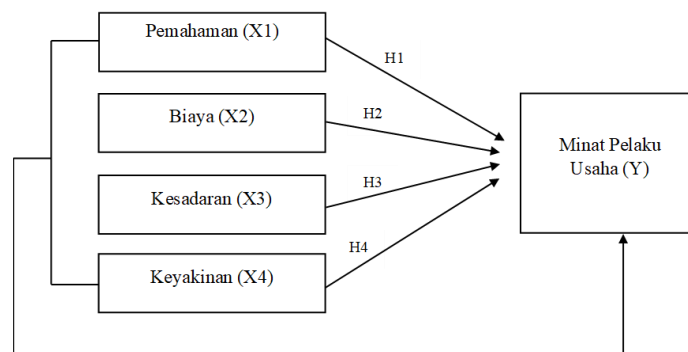 Pemahaman (X1)
H1
Biaya (X2)
H2
Minat Pelaku
Usaha (Y)
Kesadaran (X3)
H3
Keyakinan (X4)
H4